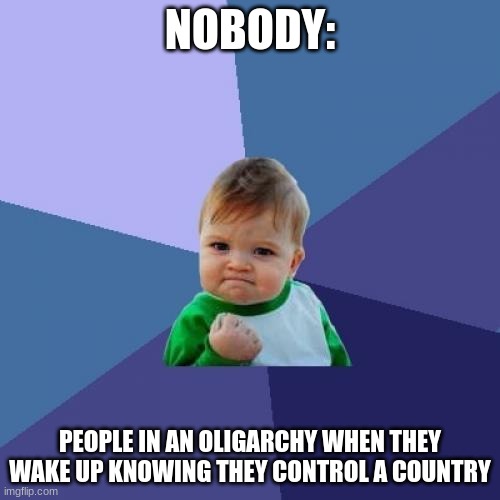 NOBODY:
PEOPLE IN AN OLIGARCHY WHEN THEY
WAKE UP KNOWING THEY CONTROL A COUNTRY
imgflip.com